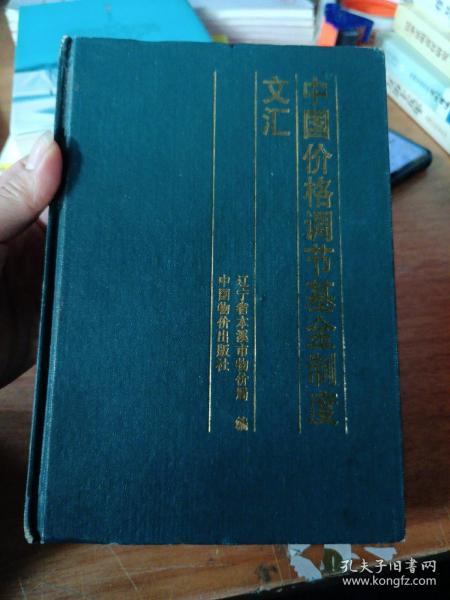 中国价格调节基金制度
文汇
辽宁省本溪市物价局 编
中国物价出版社
孔夫子旧书网
www.kongfz.com